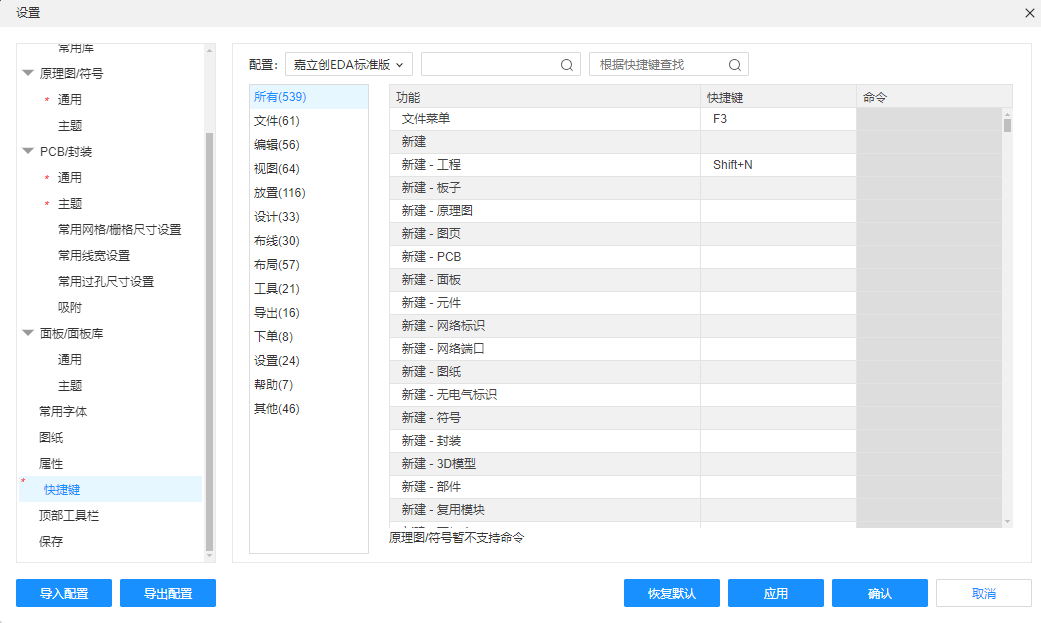 设置
常用库
原理图/符号
* 通用
主题
PCB/封装
* 通用
* 主题
常用网格/栅格尺寸设置
常用线宽设置
常用过孔尺寸设置
吸附
面板/面板库
通用
主题
常用字体
图纸
属性
* 快捷键
顶部工具栏
保存
配置: 嘉立创EDA标准版 根据快捷键查找
所有(539)
文件(61)
编辑(56)
视图(64)
放置(116)
设计(33)
布线(30)
布局(57)
工具(21)
导出(16)
下单(8)
设置(24)
帮助(7)
其他(46)
功能 快捷键 命令
文件菜单 F3
新建
新建 - 工程 Shift+N
新建 - 板子
新建 - 原理图
新建 - 图页
新建 - PCB
新建 - 面板
新建 - 元件
新建 - 网络标识
新建 - 网络端口
新建 - 图纸
新建 - 无电气标识
新建 - 符号
新建 - 封装
新建 - 3D模型
新建 - 部件
新建 - 复用模块
原理图/符号暂不支持命令
导入配置 导出配置 恢复默认 应用 确认 取消